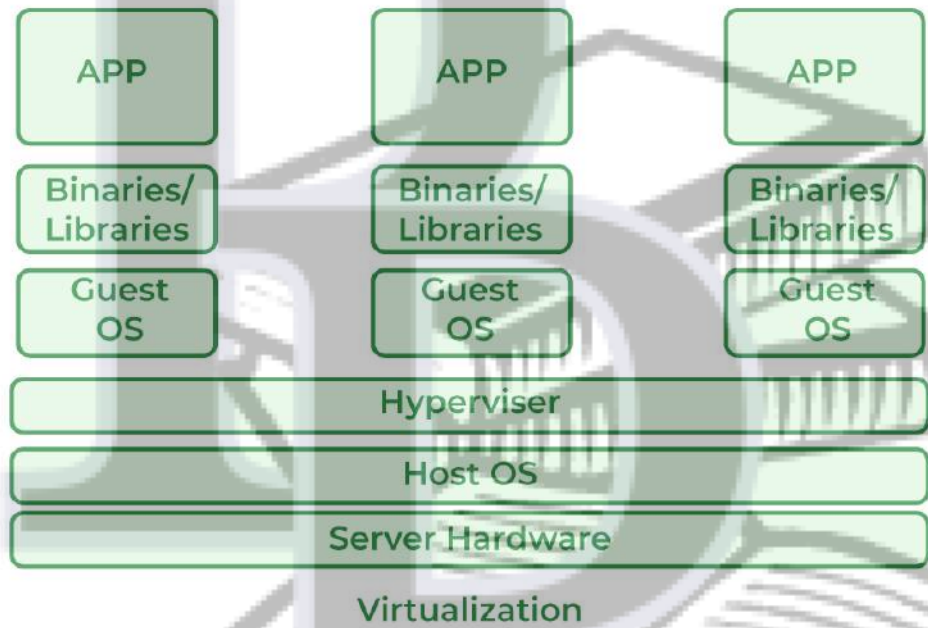 APP APP APP
Binaries/ Binaries/ Binaries/
Libraries Libraries Libraries
Guest Guest Guest
OS OS OS
Hyperviser
Host OS
Server Hardware
Virtualization